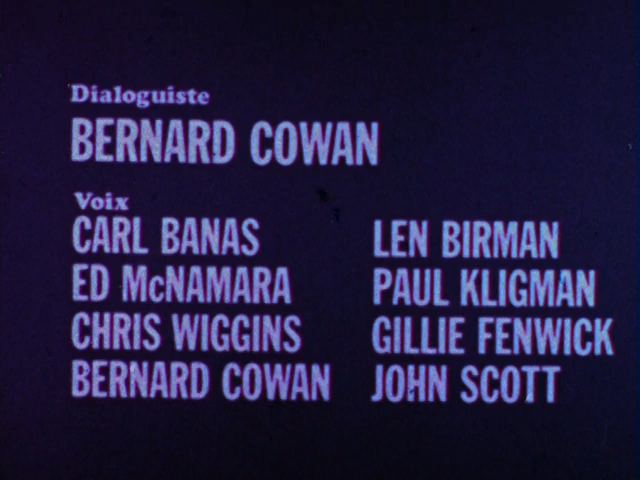 Dialoguiste
BERNARD COWAN
Voix
CARL BANAS
LEN BIRMAN
ED McNAMARA
PAUL KLIGMAN
CHRIS WIGGINS
GILLIE FENWICK
BERNARD COWAN
JOHN SCOTT